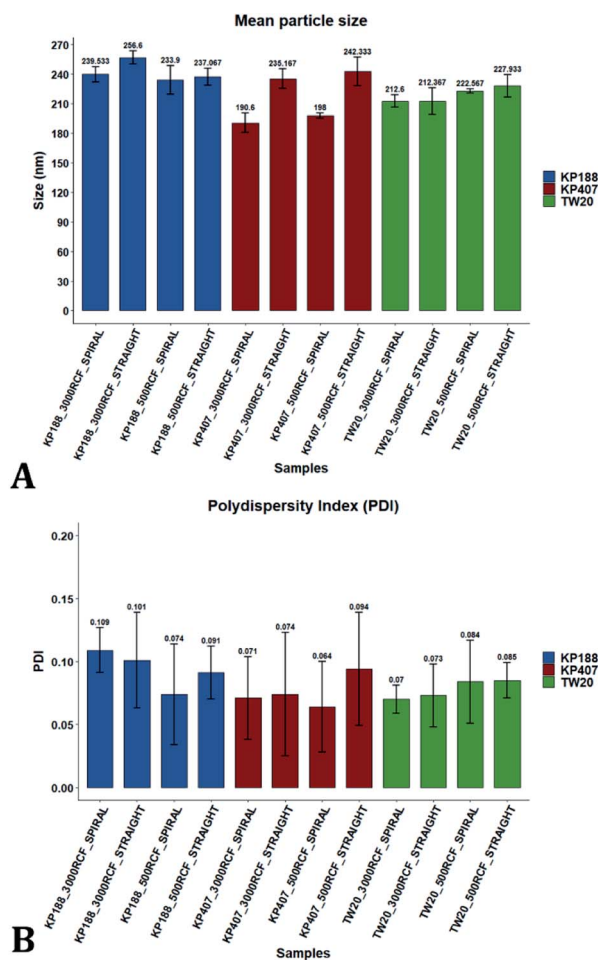 Mean particle size
270
240
210
180
150
120
90
60
30
0
Size (nm)
239.533
256.6
233.9
237.067
190.6
235.167
198
242.333
212.6
212.367
222.567
227.933
KP188
KP407
TW20
KP188_3000RCF_SPIRAL
KP188_3000RCF_STRAIGHT
KP188_500RCF_SPIRAL
KP188_500RCF_STRAIGHT
KP407_3000RCF_SPIRAL
KP407_3000RCF_STRAIGHT
KP407_500RCF_SPIRAL
KP407_500RCF_STRAIGHT
TW20_3000RCF_SPIRAL
TW20_3000RCF_STRAIGHT
TW20_500RCF_SPIRAL
TW20_500RCF_STRAIGHT
Samples
A
Polydispersity Index (PDI)
0.20
0.15
0.10
0.05
0.00
PDI
0.109
0.101
0.074
0.091
0.071
0.074
0.064
0.094
0.07
0.073
0.084
0.085
KP188
KP407
TW20
KP188_3000RCF_SPIRAL
KP188_3000RCF_STRAIGHT
KP188_500RCF_SPIRAL
KP188_500RCF_STRAIGHT
KP407_3000RCF_SPIRAL
KP407_3000RCF_STRAIGHT
KP407_500RCF_SPIRAL
KP407_500RCF_STRAIGHT
TW20_3000RCF_SPIRAL
TW20_3000RCF_STRAIGHT
TW20_500RCF_SPIRAL
TW20_500RCF_STRAIGHT
Samples
B